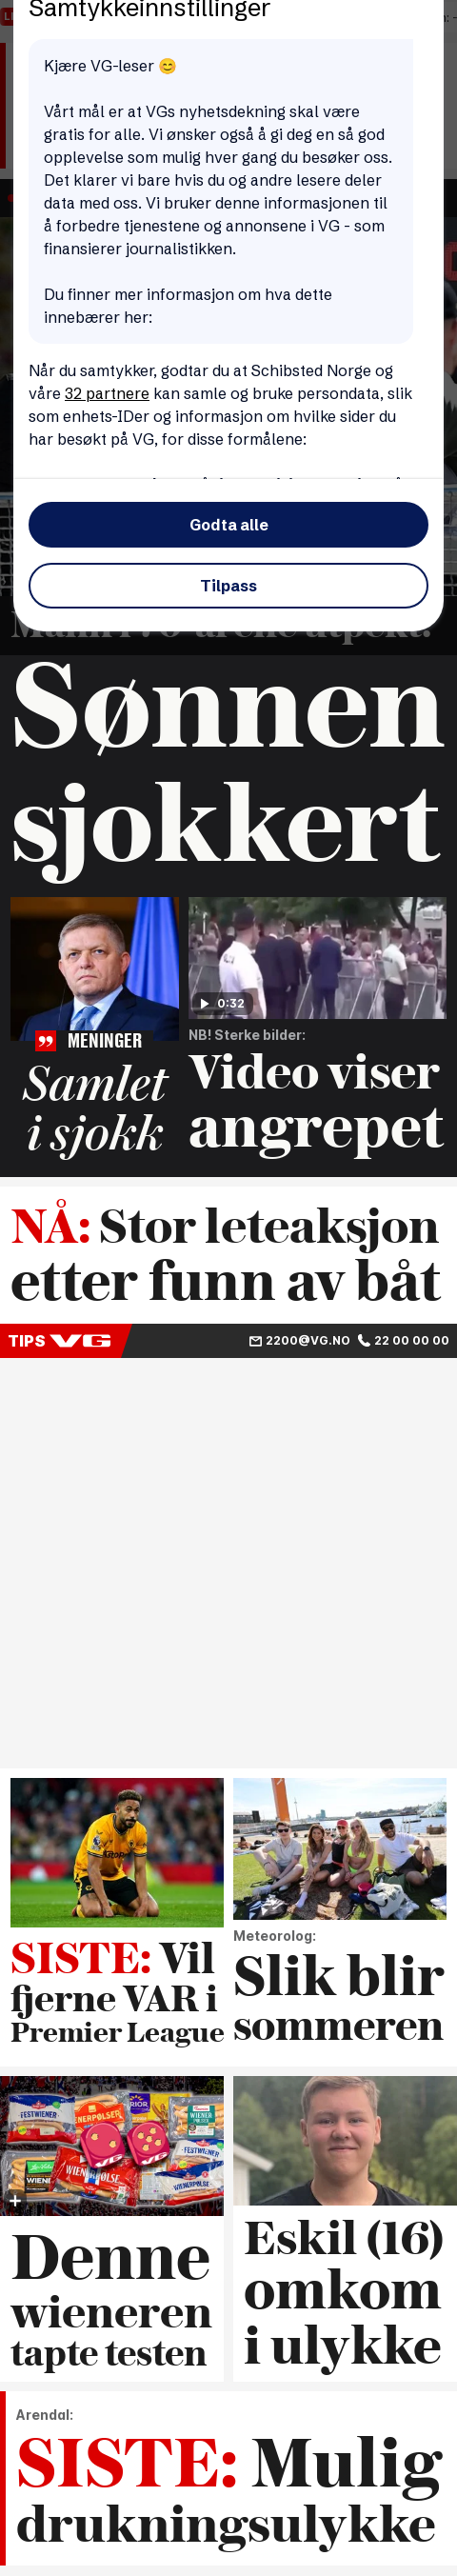 Samtykkeinnstillinger
Kjære VG-leser 😊
Vårt mål er at VGs nyhetsdekning skal være
gratis for alle. Vi ønsker også å gi deg en så god
opplevelse som mulig hver gang du besøker oss.
Det klarer vi bare hvis du og andre lesere deler
data med oss. Vi bruker denne informasjonen til
å forbedre tjenestene og annonsene i VG - som
finansierer journalistikken.
Du finner mer informasjon om hva dette
innebærer her:
Når du samtykker, godtar du at Schibsted Norge og
våre 32 partnere kan samle og bruke persondata, slik
som enhets-IDer og informasjon om hvilke sider du
har besøkt på VG, for disse formålene:
Godta alle
Tilpass
Sønnen
sjokkert
0:32
MENINGER
Samlet
i sjokk
NB! Sterke bilder:
Video viser
angrepet
NÅ: Stor leteaksjon
etter funn av båt
TIPS VG
2200@VG.NO 22 00 00 00
SISTE: Vil
fjerne VAR i
Premier League
Meteorolog:
Slik blir
sommeren
FESTWINER
WIENERPØLSER
WIENER
WIENERPØLSE
FESTWINER
VG
Denne
wieneren
tapte testen
Eskil (16)
omkom
i ulykke
Arendal:
SISTE: Mulig
drukningsulykke